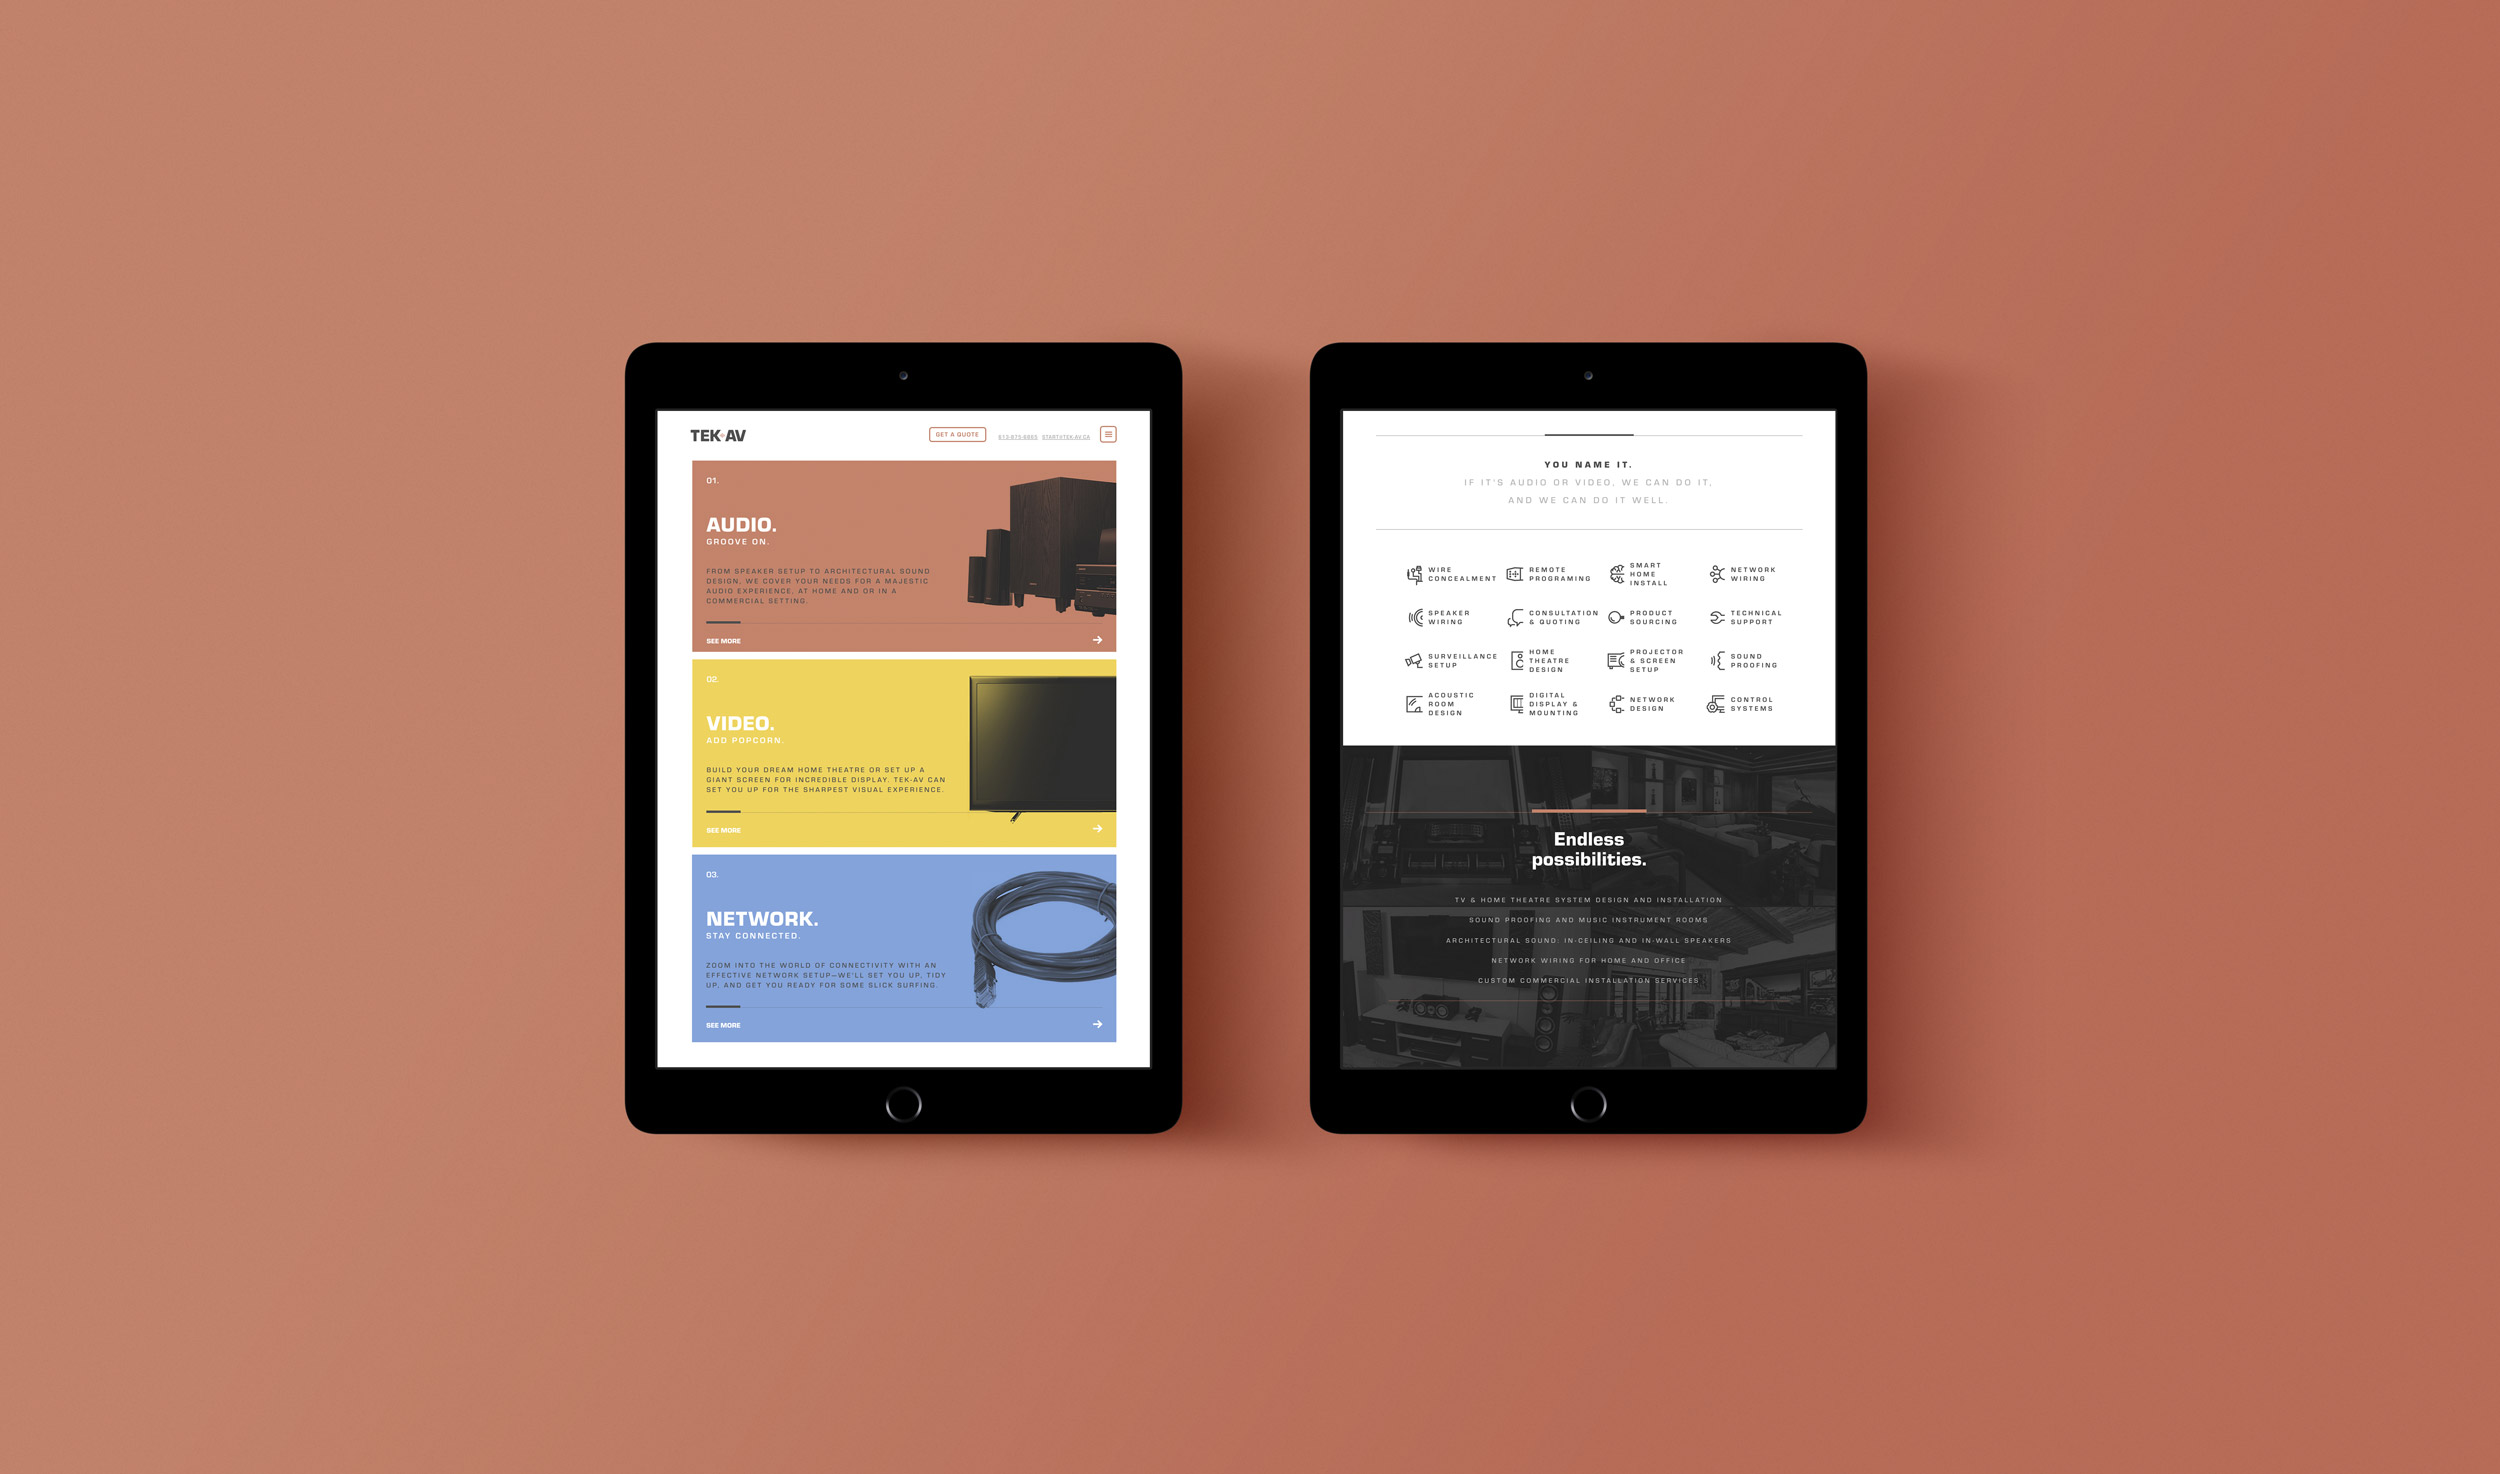 TEK-AV
GET A QUOTE
613-875-6865 START@TEK-AV.CA
01.
AUDIO.
GROOVE ON.
FROM SPEAKER SETUP TO ARCHITECTURAL SOUND
DESIGN, WE COVER YOUR NEEDS FOR A MAJESTIC
AUDIO EXPERIENCE, AT HOME AND OR IN A
COMMERCIAL SETTING.
SEE MORE
02.
VIDEO.
ADD POPCORN.
BUILD YOUR DREAM HOME THEATRE OR SET UP A
GIANT SCREEN FOR INCREDIBLE DISPLAY. TEK-AV CAN
SET YOU UP FOR THE SHARPEST VISUAL EXPERIENCE.
SEE MORE
03.
NETWORK.
STAY CONNECTED.
ZOOM INTO THE WORLD OF CONNECTIVITY WITH AN
EFFECTIVE NETWORK SETUP—WE'LL SET YOU UP, TIDY
UP, AND GET YOU READY FOR SOME SLICK SURFING.
SEE MORE
YOU NAME IT.
IF IT'S AUDIO OR VIDEO, WE CAN DO IT,
AND WE CAN DO IT WELL.
WIRE
CONCEALMENT
REMOTE
PROGRAMING
SMART
HOME
INSTALL
NETWORK
WIRING
SPEAKER
WIRING
CONSULTATION
& QUOTING
PRODUCT
SOURCING
TECHNICAL
SUPPORT
SURVEILLANCE
SETUP
HOME
THEATRE
DESIGN
PROJECTOR
& SCREEN
SETUP
SOUND
PROOFING
ACOUSTIC
ROOM
DESIGN
DIGITAL
DISPLAY &
MOUNTING
NETWORK
DESIGN
CONTROL
SYSTEMS
Endless
possibilities.
TV & HOME THEATRE SYSTEM DESIGN AND INSTALLATION
SOUND PROOFING AND MUSIC INSTRUMENT ROOMS
ARCHITECTURAL SOUND: IN-CEILING AND IN-WALL SPEAKERS
NETWORK WIRING FOR HOME AND OFFICE
CUSTOM COMMERCIAL INSTALLATION SERVICES